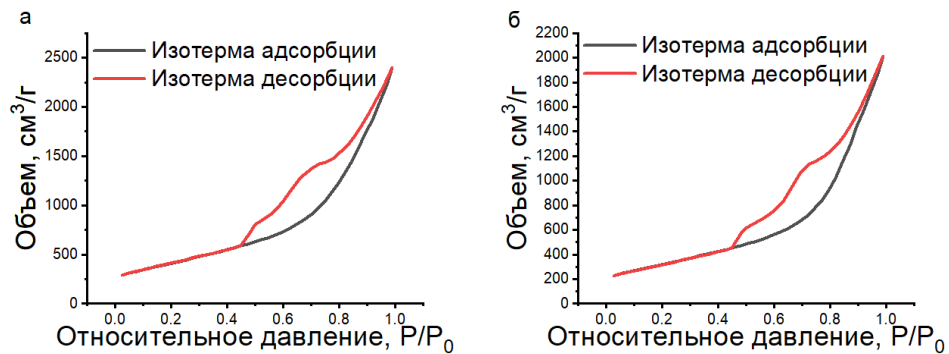 а
Объем, см³/г
2500
2000
1500
1000
500
0
Изотерма адсорбции
Изотерма десорбции
0.0 0.2 0.4 0.6 0.8 1.0
Относительное давление, P/P₀
б
Объем, см³/г
2200
2000
1800
1600
1400
1200
1000
800
600
400
200
0
Изотерма адсорбции
Изотерма десорбции
0.0 0.2 0.4 0.6 0.8 1.0
Относительное давление, P/P₀